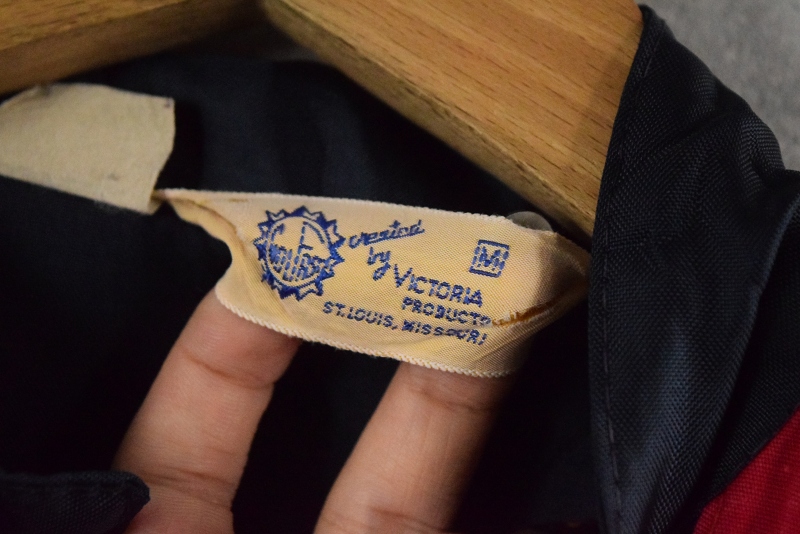 created
by
VICTORIA
PRODUCTS
ST. LOUIS, MISSOURI
M